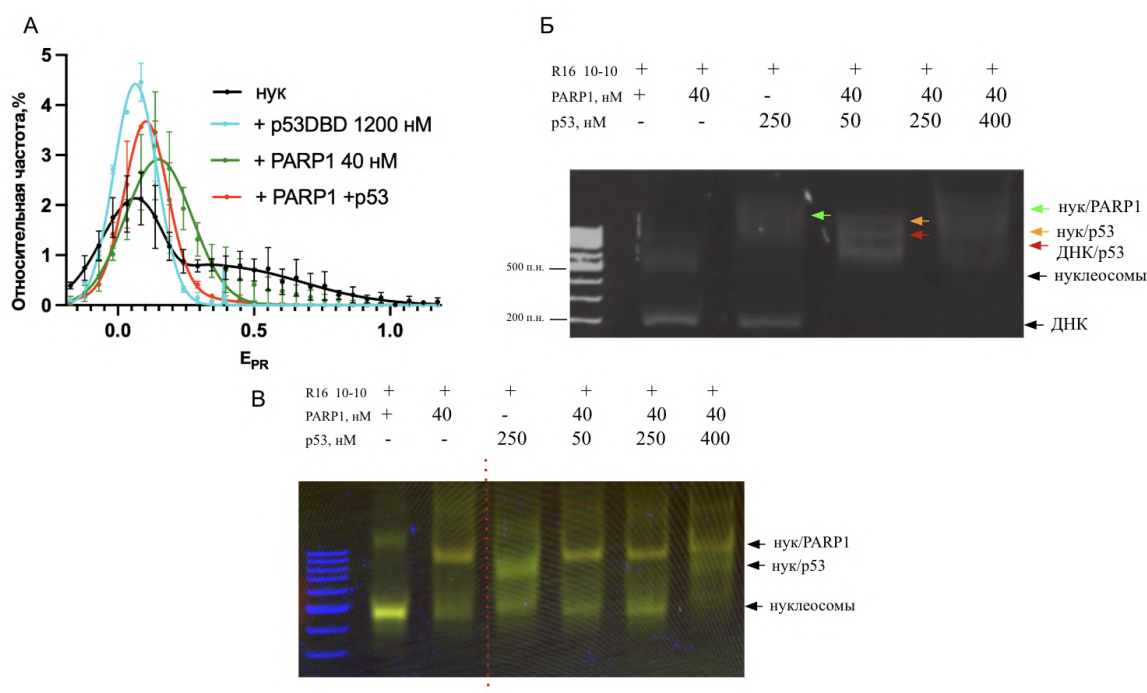 А
Относительная частота,%
5
4
3
2
1
0
0.0 0.5 1.0
E_PR
нук
+ p53DBD 1200 нМ
+ PARP1 40 нМ
+ PARP1 +p53
Б
R16 10-10 + + + + + +
PARP1, нМ + 40 - 40 40 40
p53, нМ - - 250 50 250 400
500 п.н.
200 п.н.
нук/PARP1
нук/p53
ДНК/p53
нуклеосомы
ДНК
В
R16 10-10 + + + + + +
PARP1, нМ + 40 - 40 40 40
p53, нМ - - 250 50 250 400
нук/PARP1
нук/p53
нуклеосомы